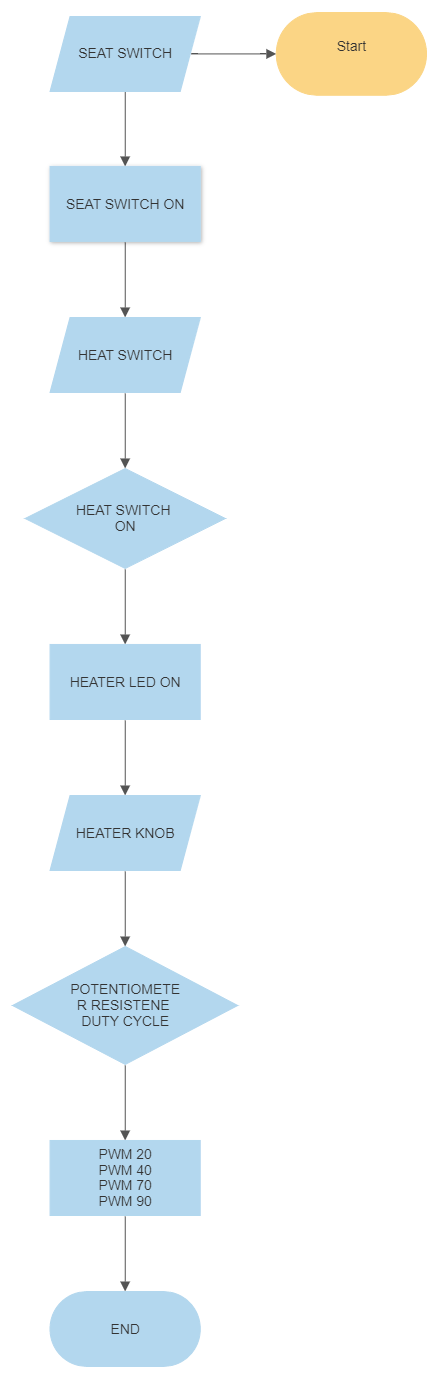 SEAT SWITCH
Start
SEAT SWITCH ON
HEAT SWITCH
HEAT SWITCH
ON
HEATER LED ON
HEATER KNOB
POTENTIOMETE
R RESISTENE
DUTY CYCLE
PWM 20
PWM 40
PWM 70
PWM 90
END